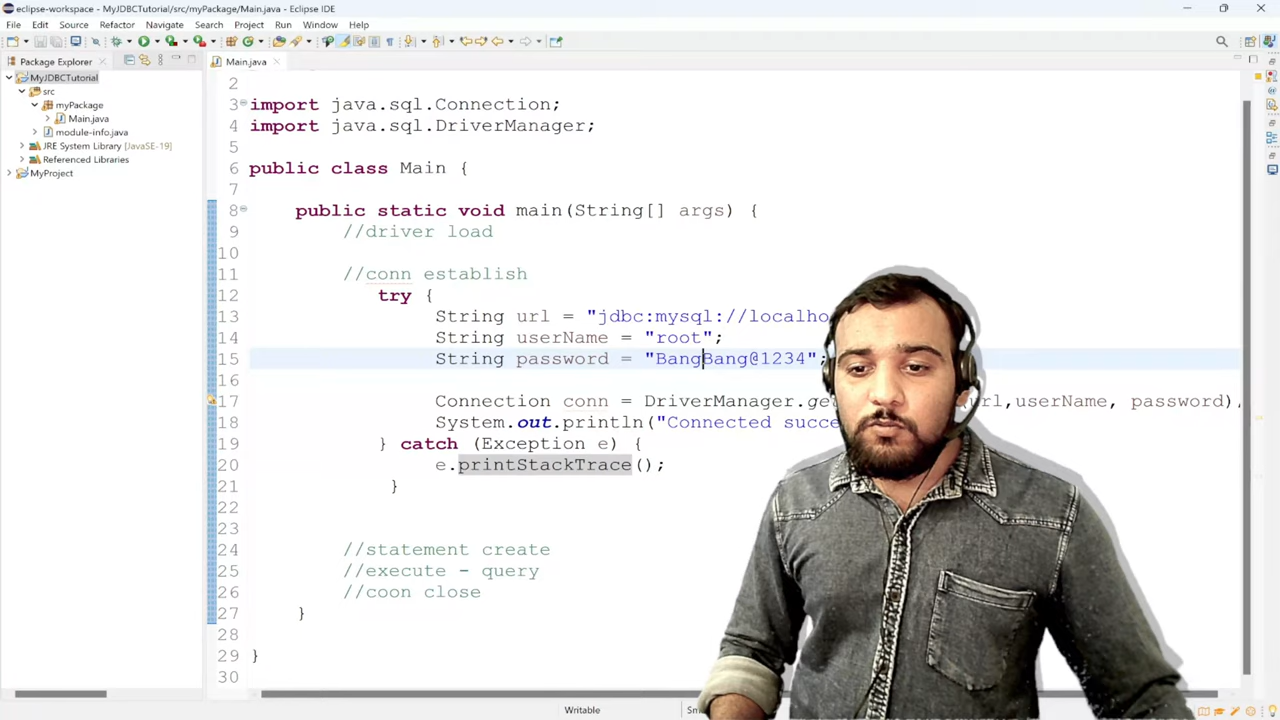 eclipse-workspace - MyJDBCTutorial/src/myPackage/Main.java - Eclipse IDE
File Edit Source Refactor Navigate Search Project Run Window Help
Package Explorer
Main.java
MyJDBCTutorial
src
myPackage
Main.java
module-info.java
JRE System Library [JavaSE-19]
Referenced Libraries
MyProject
2
3 import java.sql.Connection;
4 import java.sql.DriverManager;
5
6 public class Main {
7
8 public static void main(String[] args) {
9 //driver load
10
11 //conn establish
12 try {
13 String url = "jdbc:mysql://localho
14 String userName = "root";
15 String password = "BangBang@1234";
16
17 Connection conn = DriverManager.ge (url,userName, password),
18 System.out.println("Connected succe
19 } catch (Exception e) {
20 e.printStackTrace();
21 }
22
23
24 //statement create
25 //execute - query
26 //coon close
27 }
28
29 }
30
Writable